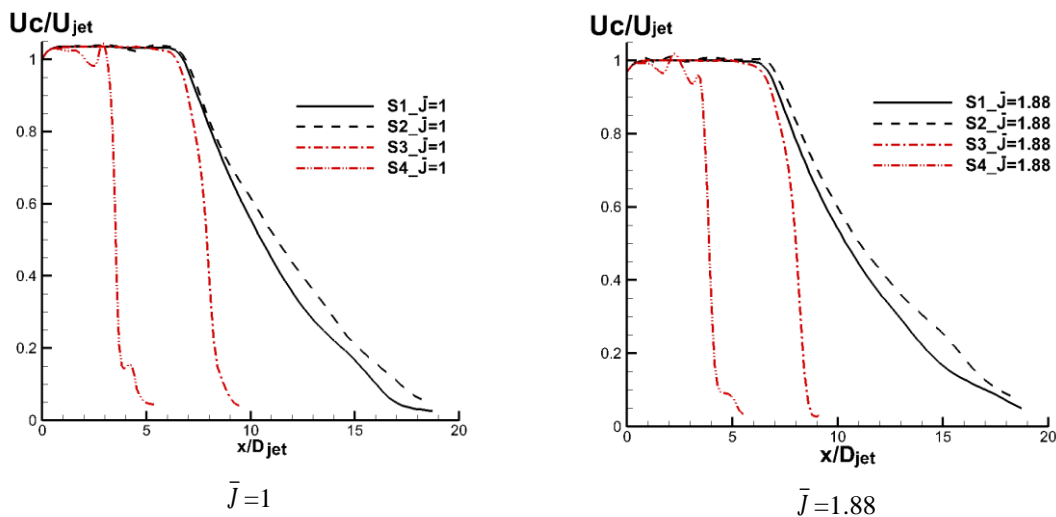 Uc/Ujet
1
0.8
0.6
0.4
0.2
0
0
5
10
15
20
x/Djet
S1_J̄=1
S2_J̄=1
S3_J̄=1
S4_J̄=1
J̄ =1
Uc/Ujet
1
0.8
0.6
0.4
0.2
0
0
5
10
15
20
x/Djet
S1_J̄=1.88
S2_J̄=1.88
S3_J̄=1.88
S4_J̄=1.88
J̄ =1.88